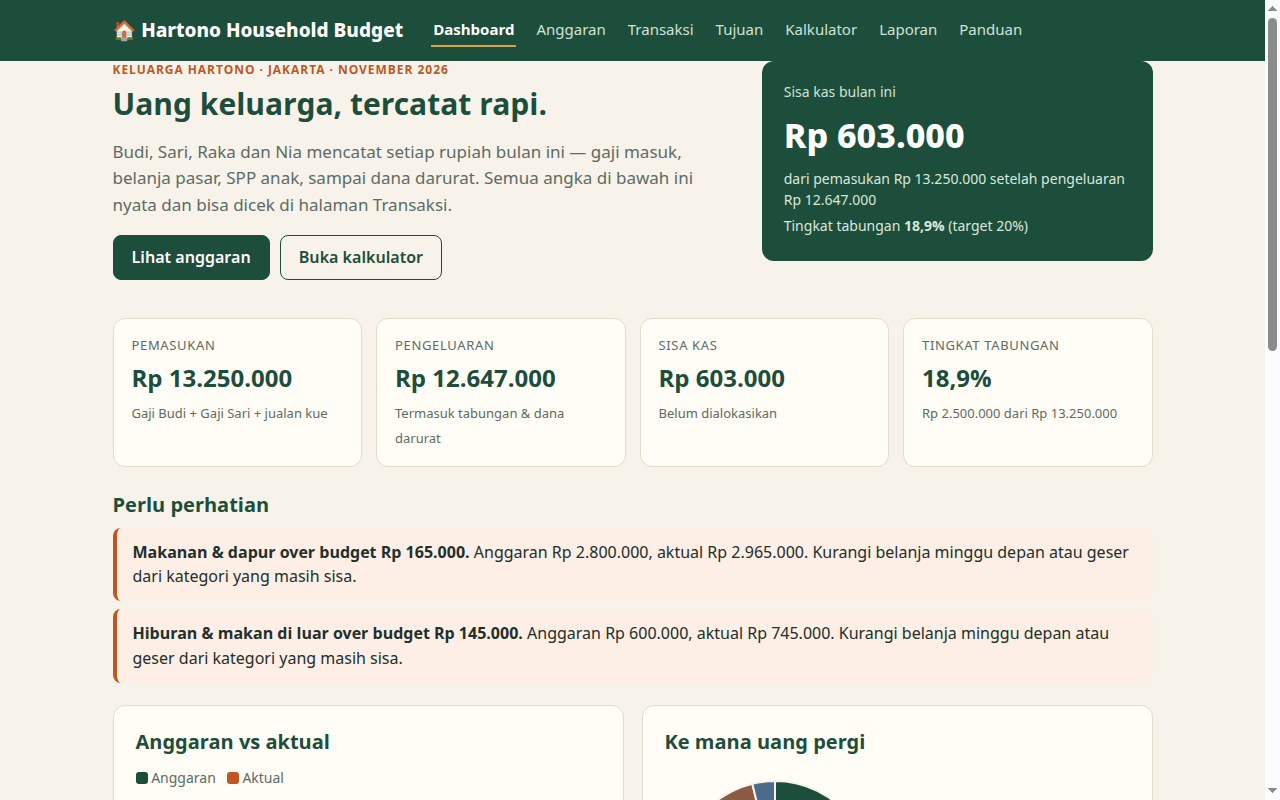 🏠 Hartono Household Budget Dashboard Anggaran Transaksi Tujuan Kalkulator Laporan Panduan
KELUARGA HARTONO · JAKARTA · NOVEMBER 2026
Uang keluarga, tercatat rapi.
Budi, Sari, Raka dan Nia mencatat setiap rupiah bulan ini — gaji masuk,
belanja pasar, SPP anak, sampai dana darurat. Semua angka di bawah ini
nyata dan bisa dicek di halaman Transaksi.
Lihat anggaran Buka kalkulator
Sisa kas bulan ini
Rp 603.000
dari pemasukan Rp 13.250.000 setelah pengeluaran
Rp 12.647.000
Tingkat tabungan 18,9% (target 20%)
PEMASUKAN
Rp 13.250.000
Gaji Budi + Gaji Sari + jualan kue
PENGELUARAN
Rp 12.647.000
Termasuk tabungan & dana
darurat
SISA KAS
Rp 603.000
Belum dialokasikan
TINGKAT TABUNGAN
18,9%
Rp 2.500.000 dari Rp 13.250.000
Perlu perhatian
Makanan & dapur over budget Rp 165.000. Anggaran Rp 2.800.000, aktual Rp 2.965.000. Kurangi belanja minggu depan atau geser
dari kategori yang masih sisa.
Hiburan & makan di luar over budget Rp 145.000. Anggaran Rp 600.000, aktual Rp 745.000. Kurangi belanja minggu depan atau
geser dari kategori yang masih sisa.
Anggaran vs aktual
Anggaran Aktual
Ke mana uang pergi